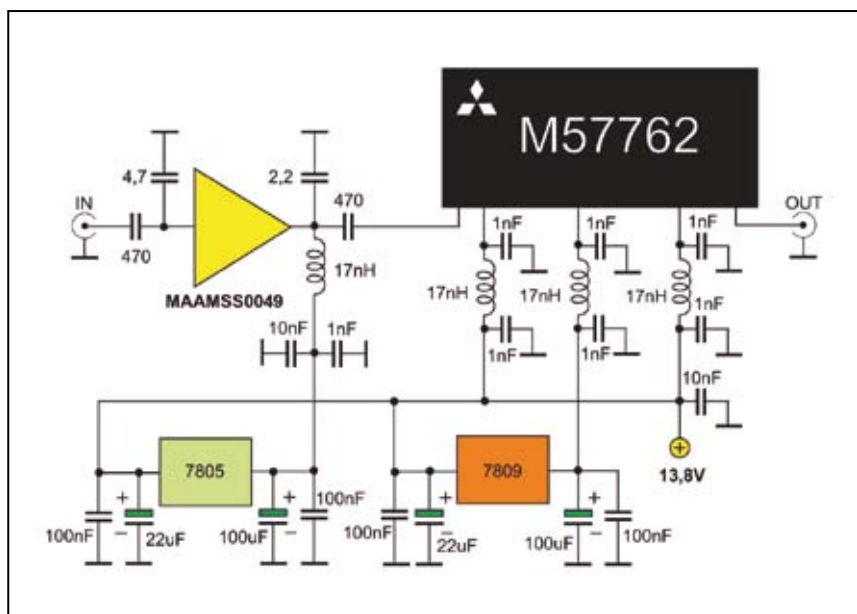 M57762
4,7
2,2
IN
470
470
1nF
1nF
1nF
OUT
17nH
MAAMSS0049
17nH
17nH
17nH
1nF
10nF
1nF
1nF
1nF
10nF
13,8V
7805
7809
+
+
+
+
100nF
100nF
22uF
100uF
100nF
22uF
100uF
100nF
−
−
−
−